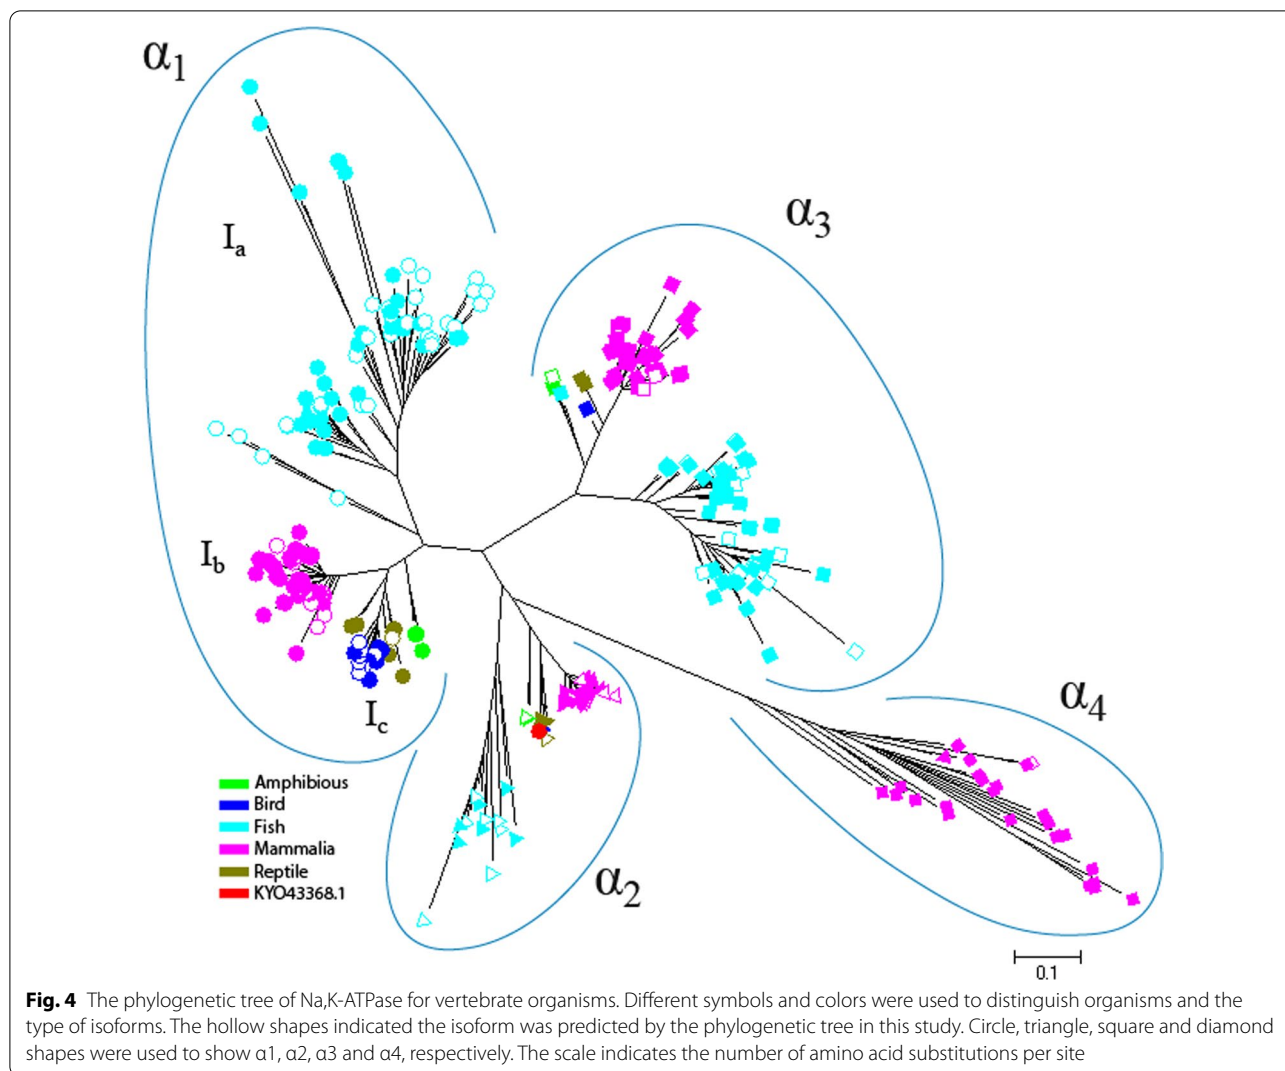 α1
α3
Ia
Ib
Ic
α4
α2
Amphibious
Bird
Fish
Mammalia
Reptile
KYO43368.1
0.1
Fig. 4 The phylogenetic tree of Na,K-ATPase for vertebrate organisms. Different symbols and colors were used to distinguish organisms and the
type of isoforms. The hollow shapes indicated the isoform was predicted by the phylogenetic tree in this study. Circle, triangle, square and diamond
shapes were used to show α1, α2, α3 and α4, respectively. The scale indicates the number of amino acid substitutions per site